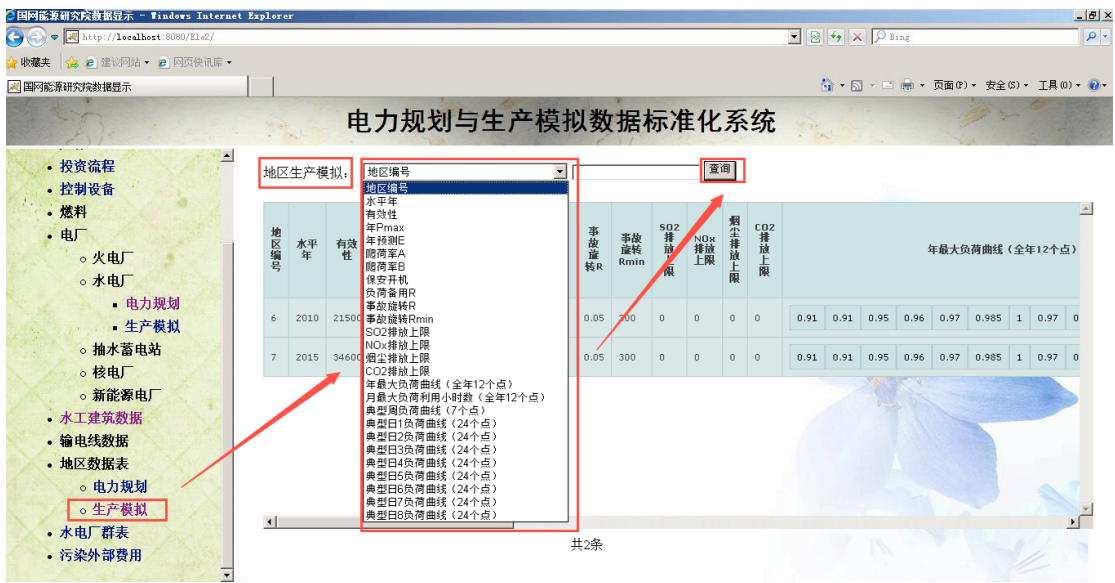 国网能源研究院数据显示 - Windows Internet Explorer
http://localhost:8080/Ele2/
Bing
收藏夹 建议网站 网页快讯库
国网能源研究院数据显示
页面(P) 安全(S) 工具(O)
电力规划与生产模拟数据标准化系统
投资流程
控制设备
燃料
电厂
火电厂
水电厂
电力规划
生产模拟
抽水蓄电站
核电厂
新能源电厂
水工建筑数据
输电线数据
地区数据表
电力规划
生产模拟
水电厂群表
污染外部费用
地区生产模拟: 地区编号 查询
地区编号
水平年
有效性
年Pmax
年预测E
爬荷率A
爬荷率B
保安开机
负荷备用R
事故旋转R
事故旋转Rmin
SO2排放上限
NOx排放上限
烟尘排放上限
CO2排放上限
年最大负荷曲线（全年12个点）
月最大负荷利用小时数（全年12个点）
典型周负荷曲线（7个点）
典型日1负荷曲线（24个点）
典型日2负荷曲线（24个点）
典型日3负荷曲线（24个点）
典型日4负荷曲线（24个点）
典型日5负荷曲线（24个点）
典型日6负荷曲线（24个点）
典型日7负荷曲线（24个点）
典型日8负荷曲线（24个点）
地区编号 水平年 有效性 事故旋转R 事故旋转Rmin SO2排放上限 NOx排放上限 烟尘排放上限 CO2排放上限 年最大负荷曲线（全年12个点）
6 2010 21500 0.05 300 0 0 0 0 0.91 0.91 0.95 0.96 0.97 0.985 1 0.97 0
7 2015 34600 0.05 300 0 0 0 0 0.91 0.91 0.95 0.96 0.97 0.985 1 0.97 0
共2条